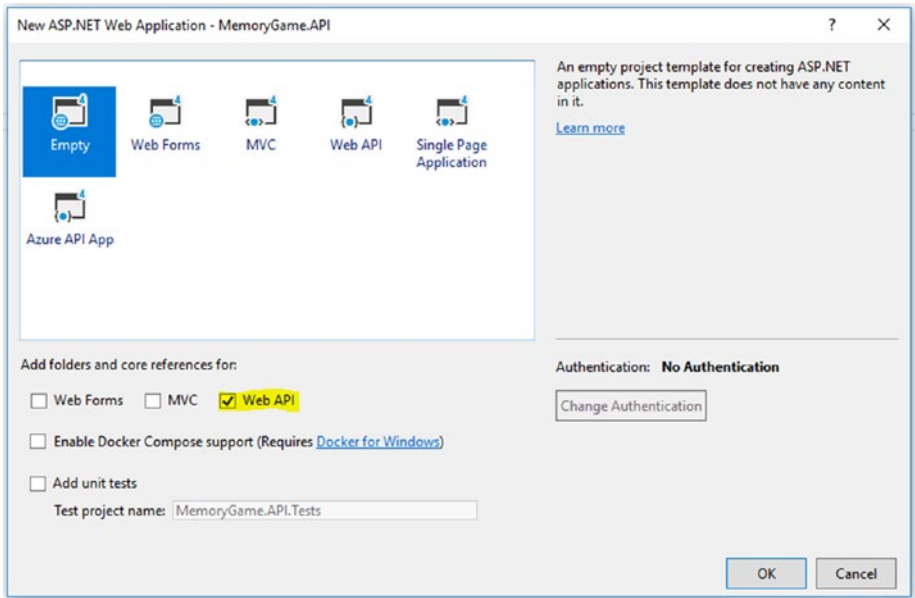 New ASP.NET Web Application - MemoryGame.API
?
Empty
Web Forms
MVC
Web API
Single Page
Application
Azure API App
An empty project template for creating ASP.NET
applications. This template does not have any content
in it.
Learn more
Add folders and core references for:
Web Forms
MVC
Web API
Enable Docker Compose support (Requires Docker for Windows)
Add unit tests
Test project name: MemoryGame.API.Tests
Authentication: No Authentication
Change Authentication
OK
Cancel